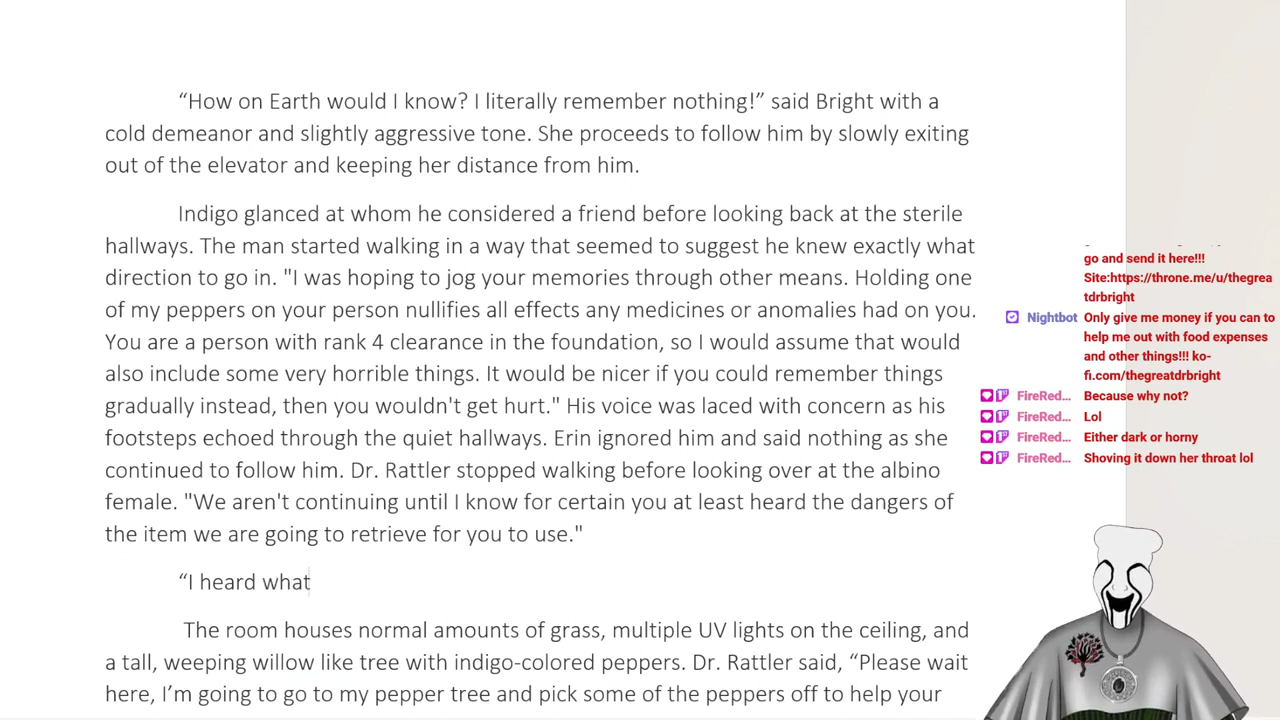 “How on Earth would I know? I literally remember nothing!” said Bright with a
cold demeanor and slightly aggressive tone. She proceeds to follow him by slowly exiting
out of the elevator and keeping her distance from him.
Indigo glanced at whom he considered a friend before looking back at the sterile
hallways. The man started walking in a way that seemed to suggest he knew exactly what
direction to go in. "I was hoping to jog your memories through other means. Holding one
of my peppers on your person nullifies all effects any medicines or anomalies had on you.
You are a person with rank 4 clearance in the foundation, so I would assume that would
also include some very horrible things. It would be nicer if you could remember things
gradually instead, then you wouldn't get hurt." His voice was laced with concern as his
footsteps echoed through the quiet hallways. Erin ignored him and said nothing as she
continued to follow him. Dr. Rattler stopped walking before looking over at the albino
female. "We aren't continuing until I know for certain you at least heard the dangers of
the item we are going to retrieve for you to use."
“I heard what
The room houses normal amounts of grass, multiple UV lights on the ceiling, and
a tall, weeping willow like tree with indigo-colored peppers. Dr. Rattler said, “Please wait
here, I’m going to go to my pepper tree and pick some of the peppers off to help your
go and send it here!!!
Site:https://throne.me/u/thegrea
tdrbright
Nightbot Only give me money if you can to
help me out with food expenses
and other things!!! ko-
fi.com/thegreatdrbright
FireRed... Because why not?
FireRed... Lol
FireRed... Either dark or horny
FireRed... Shoving it down her throat lol